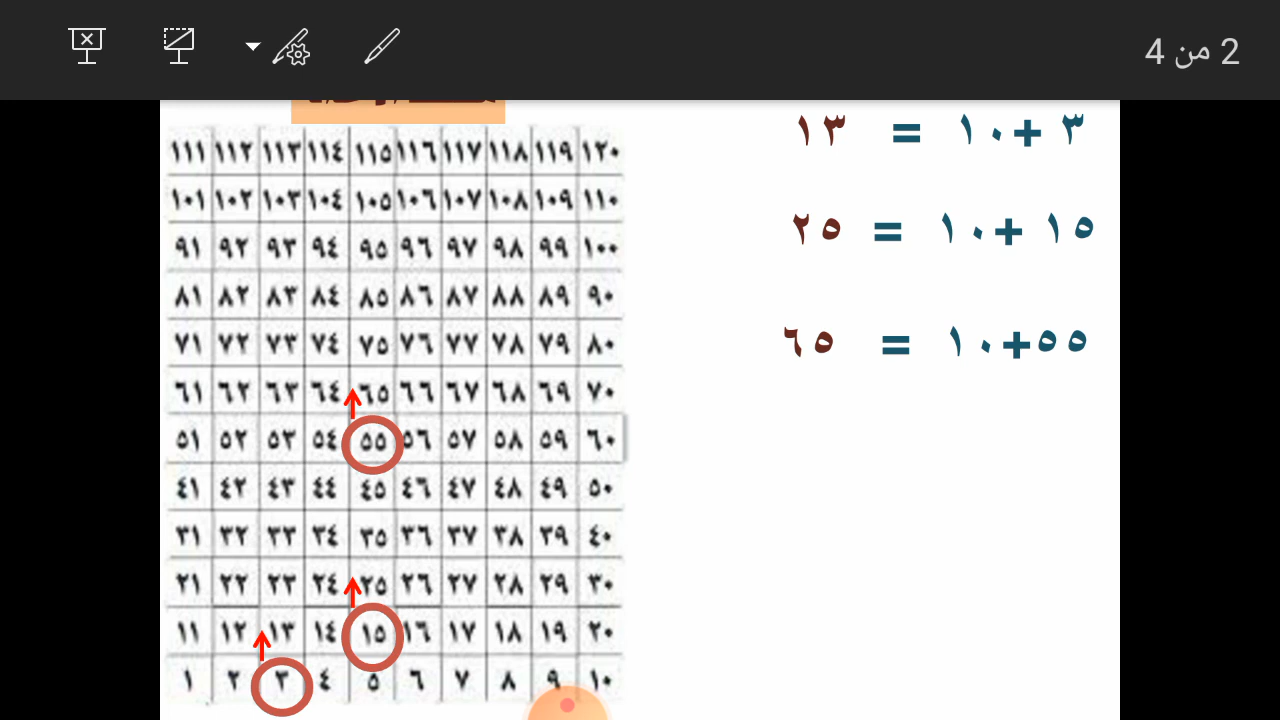 2 من 4
٣ +١٠ = ١٣
١٥ +١٠ = ٢٥
٥٥+١٠ = ٦٥
١١١ ١١٢ ١١٣ ١١٤ ١١٥ ١١٦ ١١٧ ١١٨ ١١٩ ١٢٠
١٠١ ١٠٢ ١٠٣ ١٠٤ ١٠٥ ١٠٦ ١٠٧ ١٠٨ ١٠٩ ١١٠
٩١ ٩٢ ٩٣ ٩٤ ٩٥ ٩٦ ٩٧ ٩٨ ٩٩ ١٠٠
٨١ ٨٢ ٨٣ ٨٤ ٨٥ ٨٦ ٨٧ ٨٨ ٨٩ ٩٠
٧١ ٧٢ ٧٣ ٧٤ ٧٥ ٧٦ ٧٧ ٧٨ ٧٩ ٨٠
٦١ ٦٢ ٦٣ ٦٤ ٦٥ ٦٦ ٦٧ ٦٨ ٦٩ ٧٠
٥١ ٥٢ ٥٣ ٥٤ ٥٥ ٥٦ ٥٧ ٥٨ ٥٩ ٦٠
٤١ ٤٢ ٤٣ ٤٤ ٤٥ ٤٦ ٤٧ ٤٨ ٤٩ ٥٠
٣١ ٣٢ ٣٣ ٣٤ ٣٥ ٣٦ ٣٧ ٣٨ ٣٩ ٤٠
٢١ ٢٢ ٢٣ ٢٤ ٢٥ ٢٦ ٢٧ ٢٨ ٢٩ ٣٠
١١ ١٢ ١٣ ١٤ ١٥ ١٦ ١٧ ١٨ ١٩ ٢٠
١ ٢ ٣ ٤ ٥ ٦ ٧ ٨ ٩ ١٠